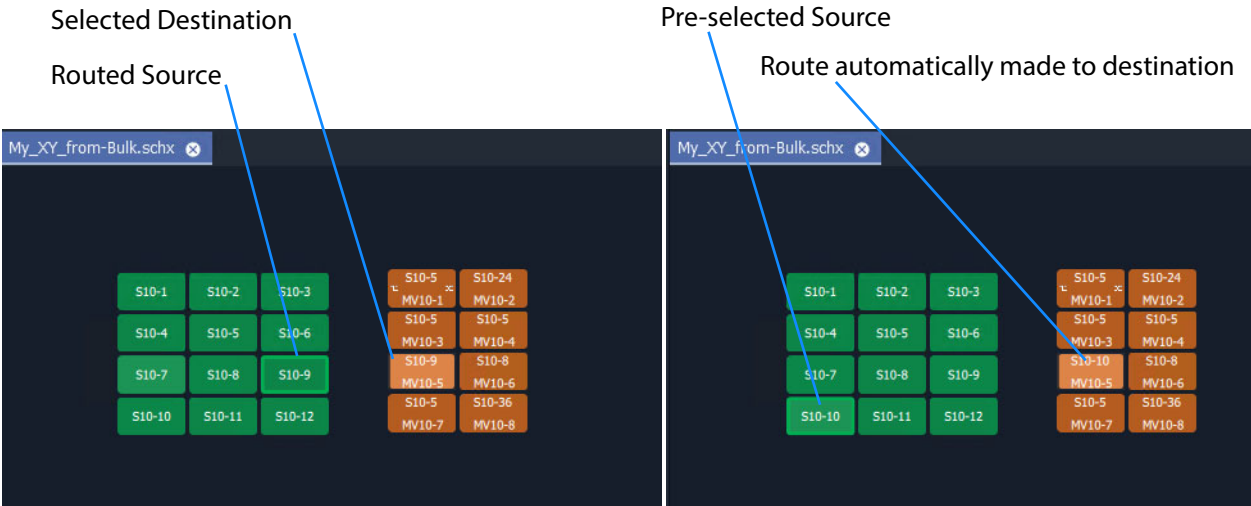 Selected Destination
Pre-selected Source
Routed Source
Route automatically made to destination
My_XY_from-Bulk.schx
S10-1 S10-2 S10-3
S10-4 S10-5 S10-6
S10-7 S10-8 S10-9
S10-10 S10-11 S10-12
S10-5 S10-24
MV10-1 MV10-2
S10-5 S10-5
MV10-3 MV10-4
S10-9 S10-8
MV10-5 MV10-6
S10-5 S10-36
MV10-7 MV10-8
My_XY_from-Bulk.schx
S10-1 S10-2 S10-3
S10-4 S10-5 S10-6
S10-7 S10-8 S10-9
S10-10 S10-11 S10-12
S10-5 S10-24
MV10-1 MV10-2
S10-5 S10-5
MV10-3 MV10-4
S10-10 S10-8
MV10-5 MV10-6
S10-5 S10-36
MV10-7 MV10-8